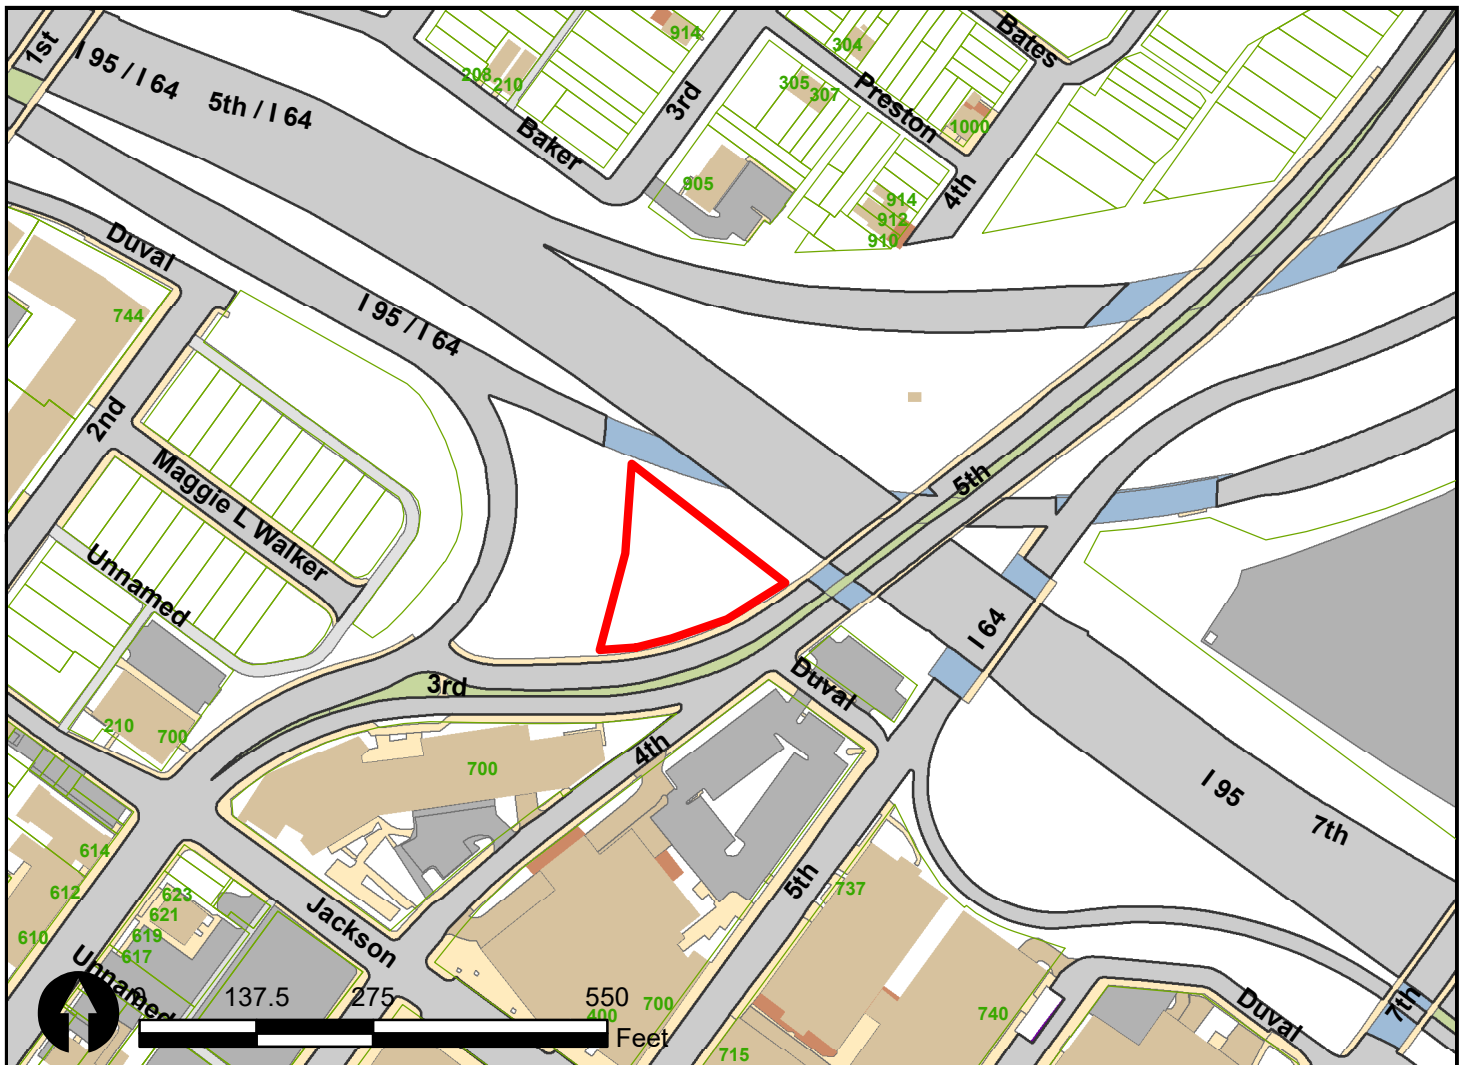 1st
I 95 / I 64
5th / I 64
208
210
914
304
Bates
305
307
Preston
3rd
Baker
1000
905
4th
914
912
910
Duval
744
I 95 / I 64
2nd
Maggie L Walker
Unnamed
5th
I 64
3rd
Duval
210
700
4th
700
I 95
7th
614
612
610
623
621
619
617
Jackson
5th
737
Unnamed
700
400
740
715
Duval
7th
0 137.5 275 550
Feet